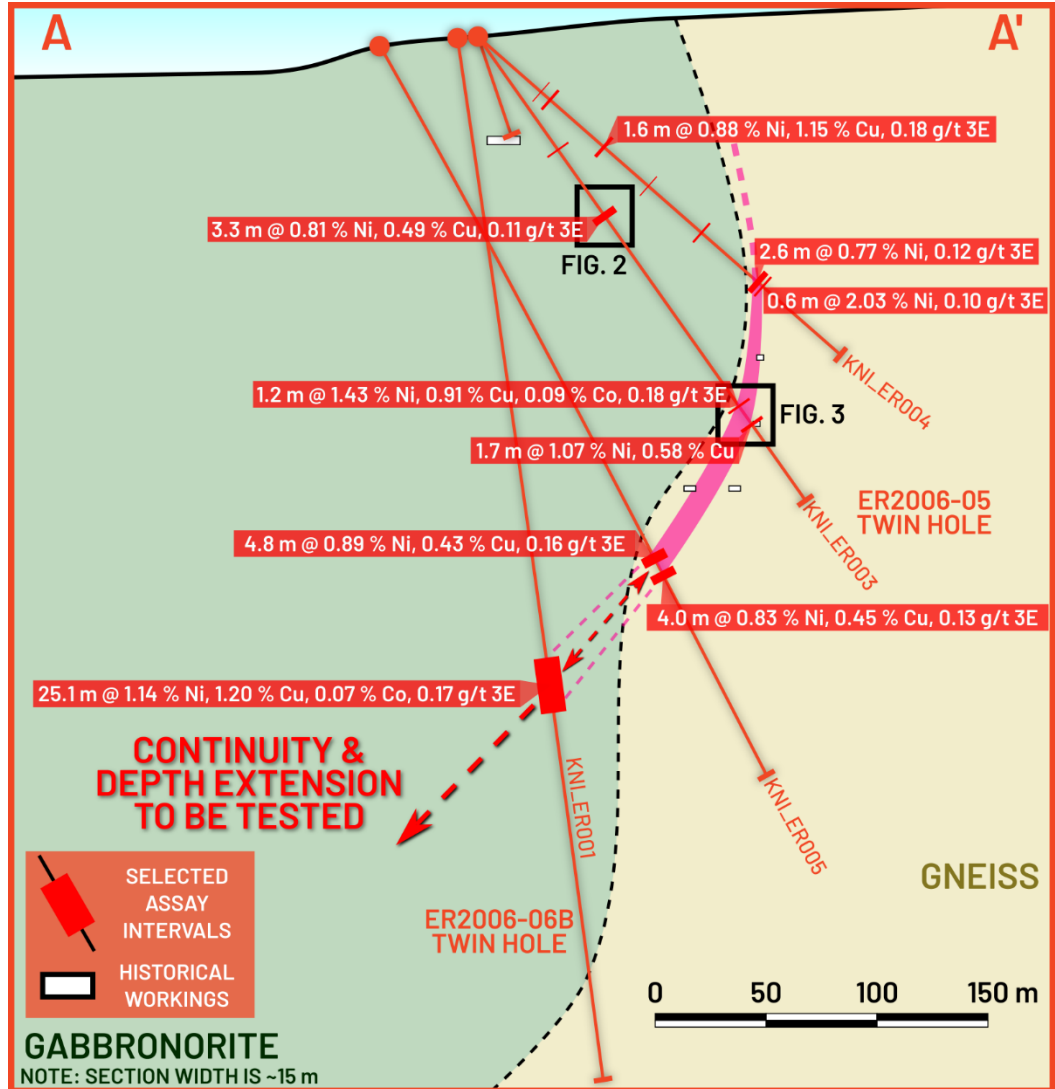 A
A'
1.6 m @ 0.88 % Ni, 1.15 % Cu, 0.18 g/t 3E
3.3 m @ 0.81 % Ni, 0.49 % Cu, 0.11 g/t 3E
FIG. 2
2.6 m @ 0.77 % Ni, 0.12 g/t 3E
0.6 m @ 2.03 % Ni, 0.10 g/t 3E
KNI_ER004
1.2 m @ 1.43 % Ni, 0.91 % Cu, 0.09 % Co, 0.18 g/t 3E
FIG. 3
1.7 m @ 1.07 % Ni, 0.58 % Cu
ER2006-05
TWIN HOLE
KNI_ER003
4.8 m @ 0.89 % Ni, 0.43 % Cu, 0.16 g/t 3E
4.0 m @ 0.83 % Ni, 0.45 % Cu, 0.13 g/t 3E
25.1 m @ 1.14 % Ni, 1.20 % Cu, 0.07 % Co, 0.17 g/t 3E
CONTINUITY &
DEPTH EXTENSION
TO BE TESTED
KNI_ER001
KNI_ER005
GNEISS
SELECTED
ASSAY
INTERVALS
HISTORICAL
WORKINGS
ER2006-06B
TWIN HOLE
0 50 100 150 m
GABBRONORITE
NOTE: SECTION WIDTH IS ~15 m